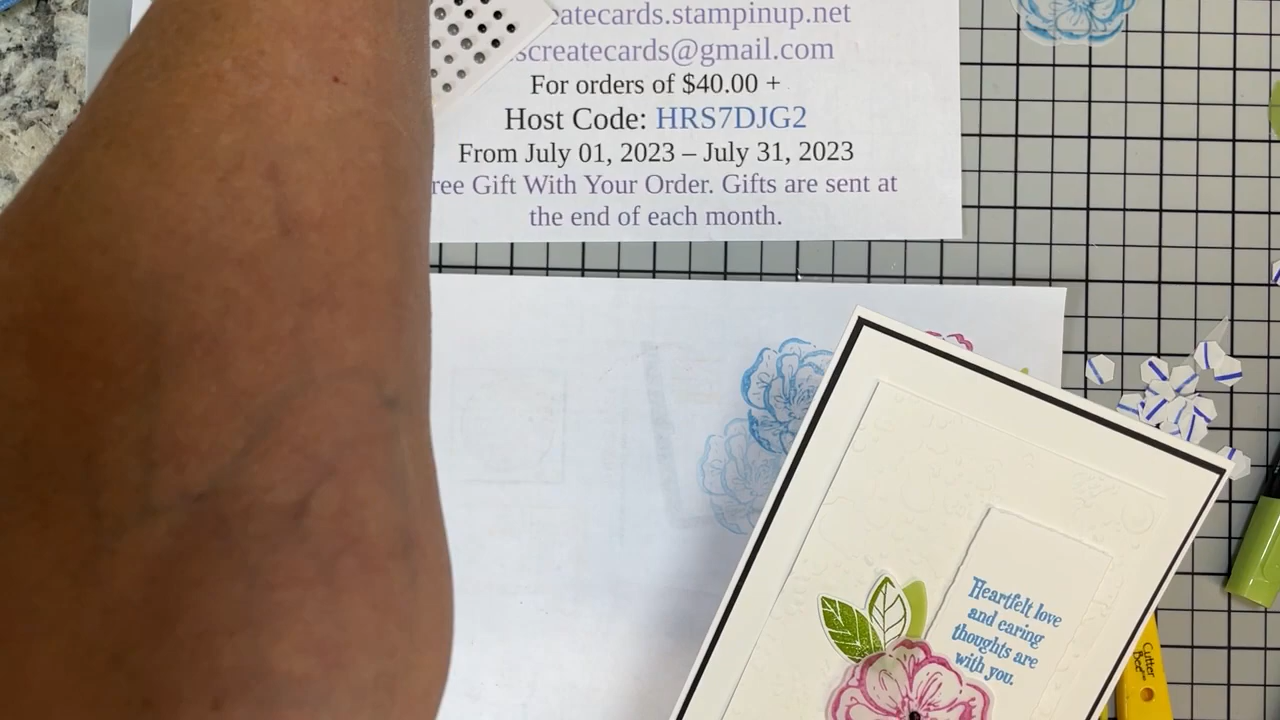 eatecards.stampinup.net
screatecards@gmail.com
For orders of $40.00 +
Host Code: HRS7DJG2
From July 01, 2023 – July 31, 2023
ree Gift With Your Order. Gifts are sent at
the end of each month.
Heartfelt love
and caring
thoughts are
with you.
Cutter
Bee